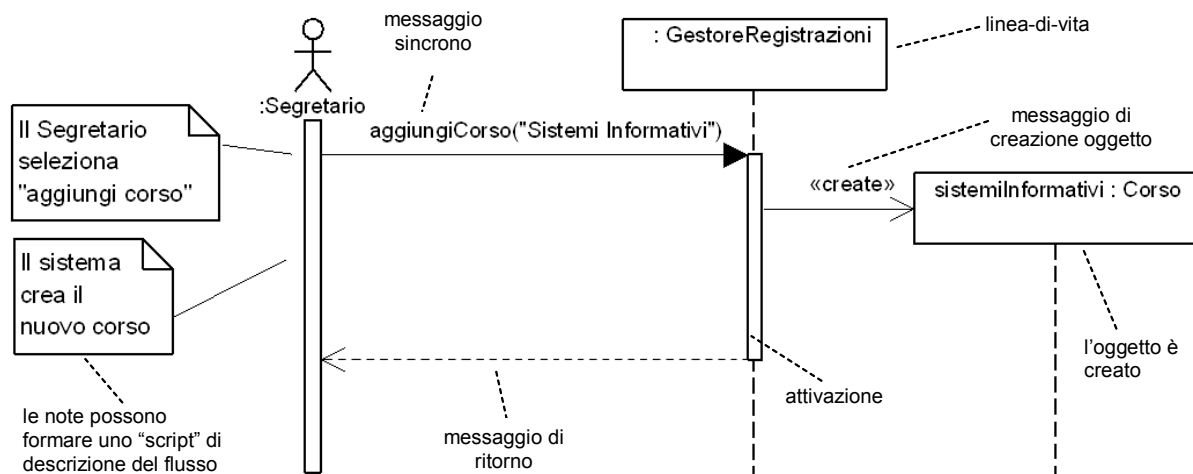 messaggio
sincrono
: GestoreRegistrazioni
linea-di-vita
:Segretario
Il Segretario
seleziona
"aggiungi corso"
aggiungiCorso("Sistemi Informativi")
messaggio di
creazione oggetto
«create»
sistemiInformativi : Corso
Il sistema
crea il
nuovo corso
l'oggetto è
creato
attivazione
le note possono
formare uno “script” di
descrizione del flusso
messaggio di
ritorno